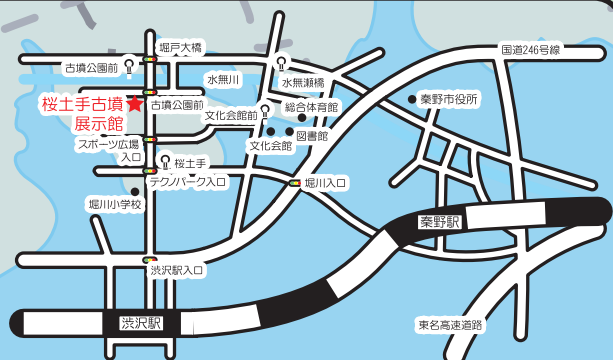 堀戸大橋
国道246号線
古墳公園前
水無川
水無瀬橋
秦野市役所
桜土手古墳
展示館
古墳公園前
総合体育館
文化会館前
図書館
文化会館
スポーツ広場
入口
桜土手
テクノパーク入口
堀川入口
堀川小学校
秦野駅
渋沢駅入口
渋沢駅
東名高速道路